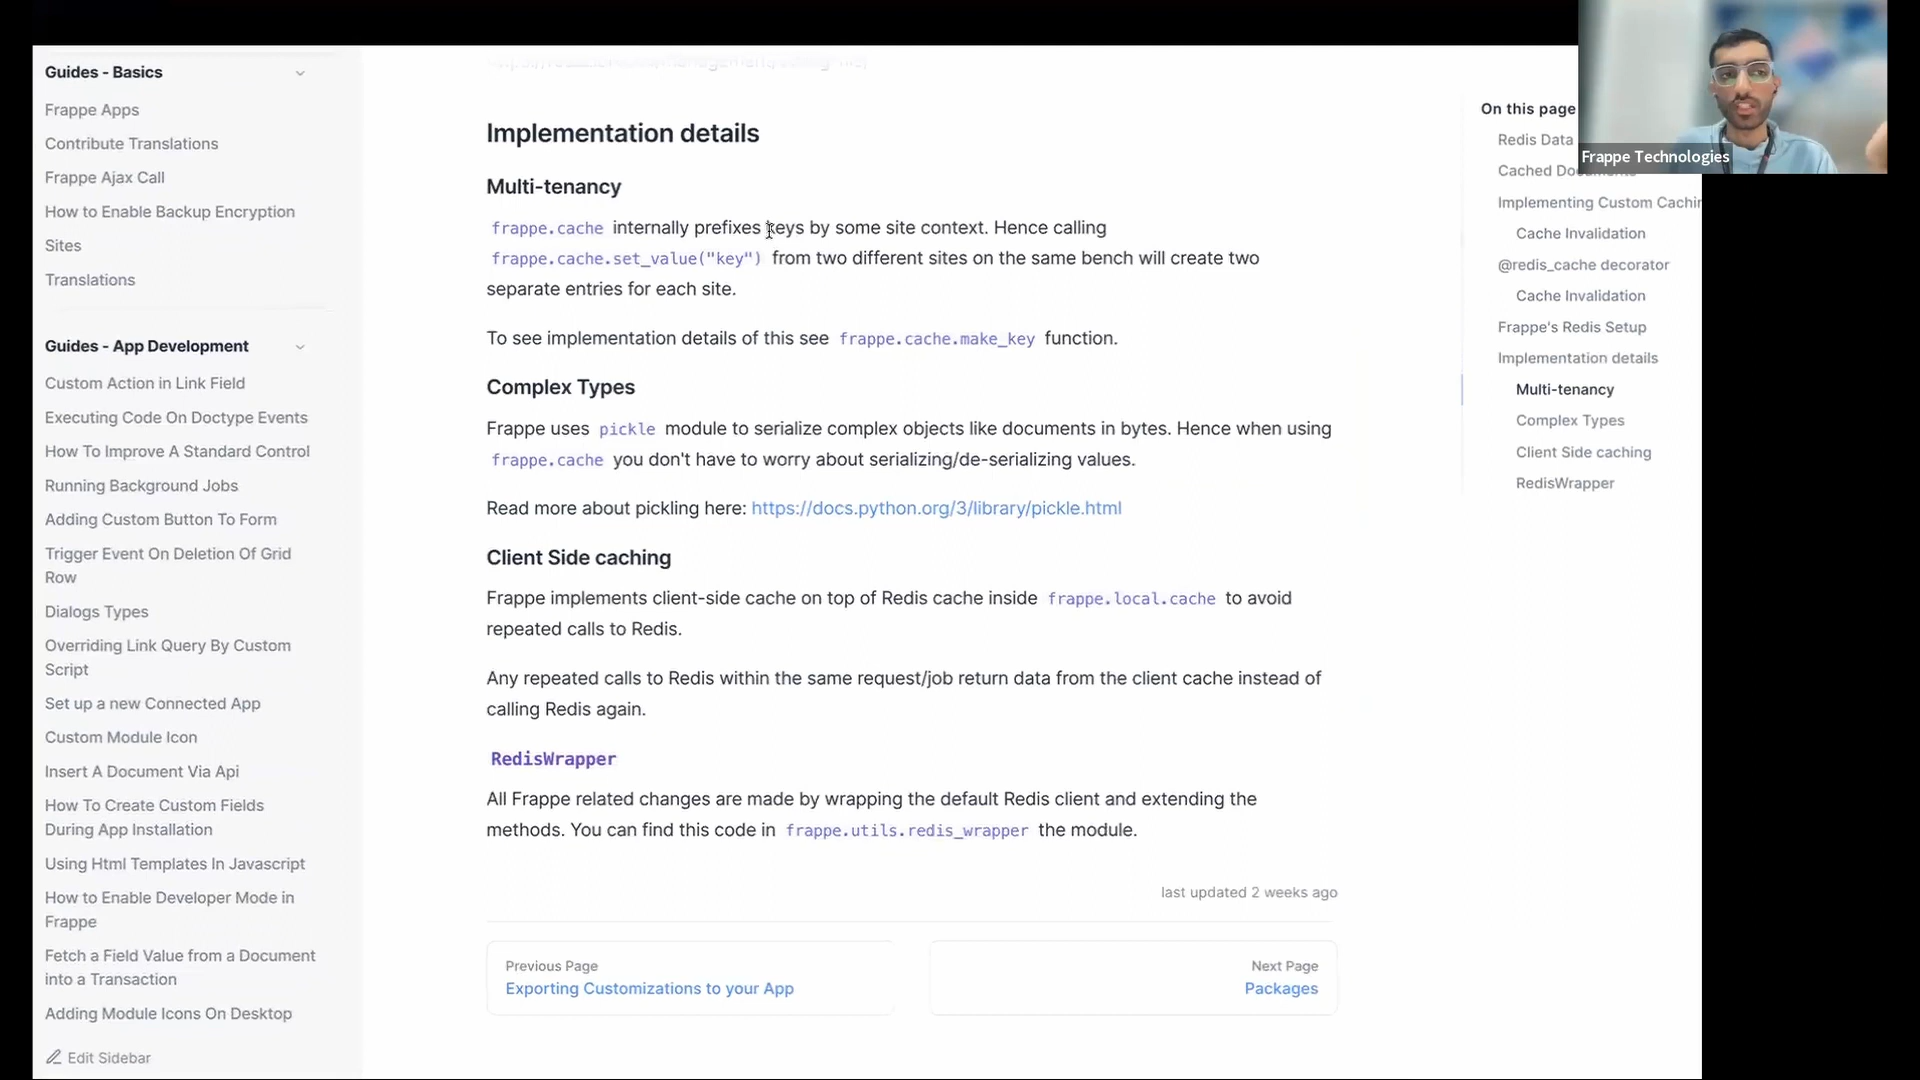 Guides - Basics
Frappe Apps
Contribute Translations
Frappe Ajax Call
How to Enable Backup Encryption
Sites
Translations
Guides - App Development
Custom Action in Link Field
Executing Code On Doctype Events
How To Improve A Standard Control
Running Background Jobs
Adding Custom Button To Form
Trigger Event On Deletion Of Grid
Row
Dialogs Types
Overriding Link Query By Custom
Script
Set up a new Connected App
Custom Module Icon
Insert A Document Via Api
How To Create Custom Fields
During App Installation
Using Html Templates In Javascript
How to Enable Developer Mode in
Frappe
Fetch a Field Value from a Document
into a Transaction
Adding Module Icons On Desktop
Edit Sidebar
Implementation details
Multi-tenancy
frappe.cache internally prefixes keys by some site context. Hence calling
frappe.cache.set_value("key") from two different sites on the same bench will create two
separate entries for each site.
To see implementation details of this see frappe.cache.make_key function.
Complex Types
Frappe uses pickle module to serialize complex objects like documents in bytes. Hence when using
frappe.cache you don't have to worry about serializing/de-serializing values.
Read more about pickling here: https://docs.python.org/3/library/pickle.html
Client Side caching
Frappe implements client-side cache on top of Redis cache inside frappe.local.cache to avoid
repeated calls to Redis.
Any repeated calls to Redis within the same request/job return data from the client cache instead of
calling Redis again.
RedisWrapper
All Frappe related changes are made by wrapping the default Redis client and extending the
methods. You can find this code in frappe.utils.redis_wrapper the module.
last updated 2 weeks ago
Previous Page
Exporting Customizations to your App
Next Page
Packages
On this page
Redis Data
Cached
Implementing Custom
Cache Invalidation
@redis_cache decorator
Cache Invalidation
Frappe's Redis Setup
Implementation details
Multi-tenancy
Complex Types
Client Side caching
RedisWrapper
Frappe Technologies